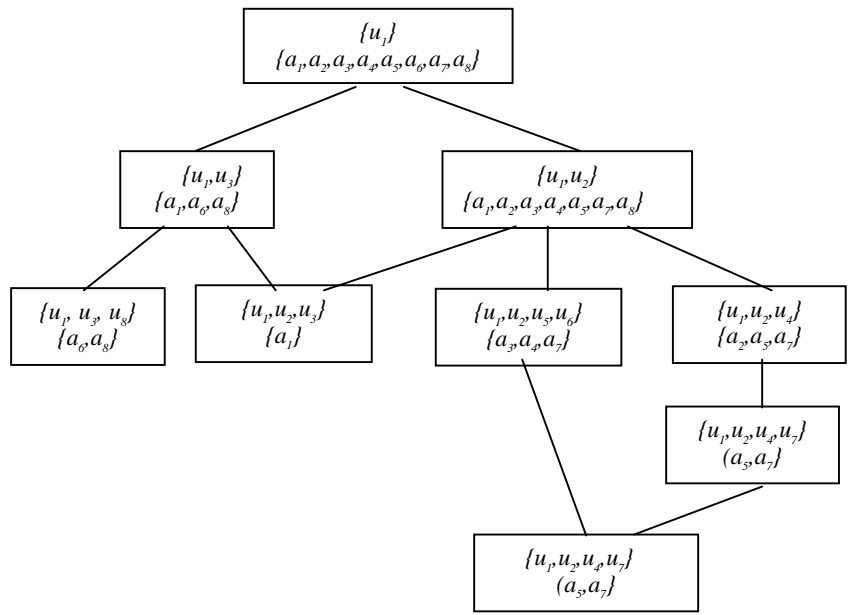 {u₁}
{a₁,a₂,a₃,a₄,a₅,a₆,a₇,a₈}
{u₁,u₃}
{a₁,a₆,a₈}
{u₁,u₂}
{a₁,a₂,a₃,a₄,a₅,a₇,a₈}
{u₁, u₃, u₈}
{a₆,a₈}
{u₁,u₂,u₃}
{a₁}
{u₁,u₂,u₅,u₆}
{a₃,a₄,a₇}
{u₁,u₂,u₄}
{a₂,a₅,a₇}
{u₁,u₂,u₄,u₇}
(a₅,a₇}
{u₁,u₂,u₄,u₇}
(a₅,a₇}